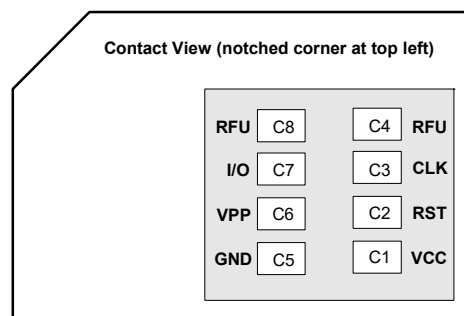 Contact View (notched corner at top left)
RFU C8 C4 RFU
I/O C7 C3 CLK
VPP C6 C2 RST
GND C5 C1 VCC